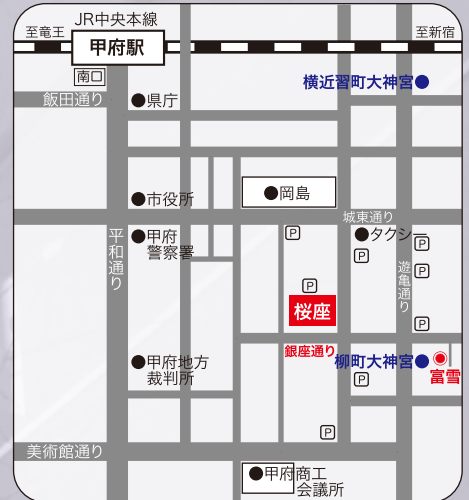 JR中央本線
至竜王
至新宿
甲府駅
南口
横近習町大神宮
飯田通り
県庁
市役所
岡島
城東通り
甲府
警察署
タクシー
P
P
P
平和通り
遊亀通り
P
P
桜座
P
銀座通り
甲府地方
裁判所
柳町大神宮
富雪
P
P
美術館通り
甲府商工
会議所